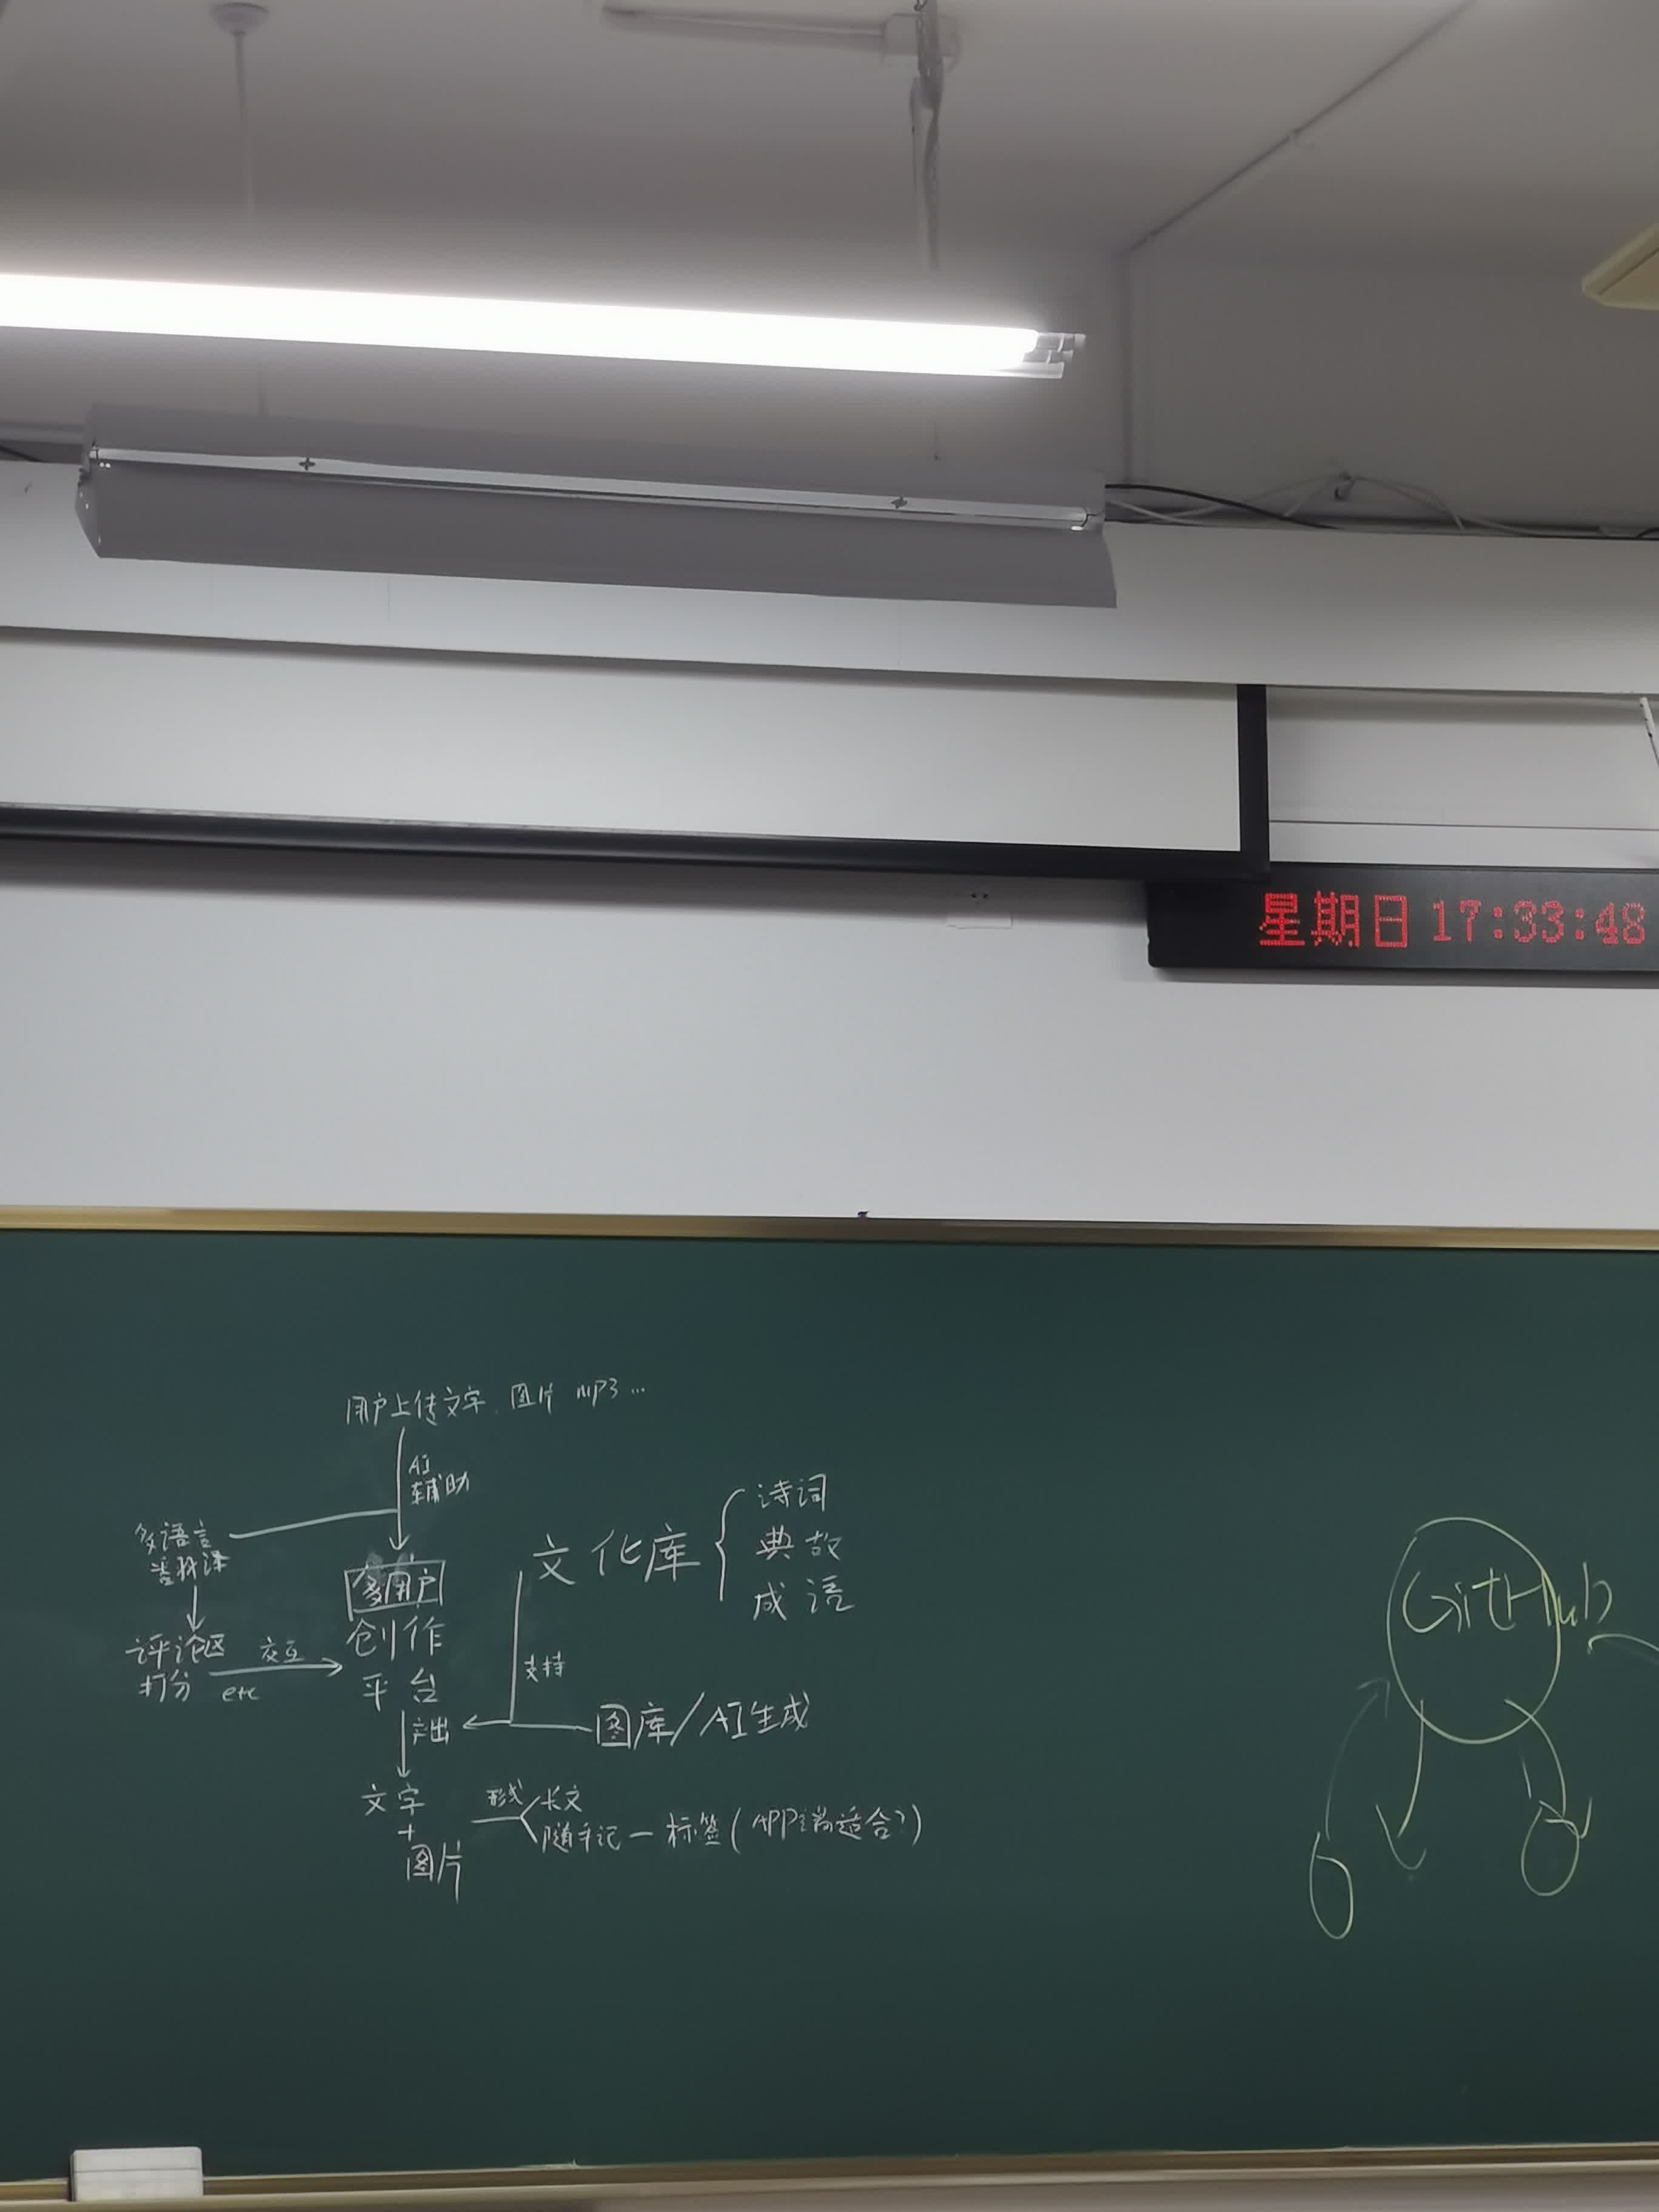 星期日 17:33:48
用户上传文字、图片 mp3…
AI
辅助
多语言
评论区
打分
交互
etc
多用户
创作
平台
产出
文字
+
图片
文化库
诗词
典故
成语
支持
图库/AI生成
形式
长文
随手记—标签(APP端适合?)
GitHub